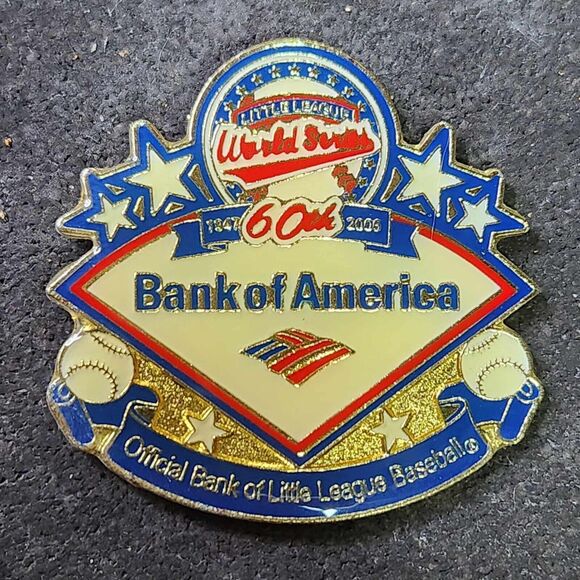 LITTLE LEAGUE
World Series
1947 60th 2006
Bank of America
Official Bank of Little League Baseball®